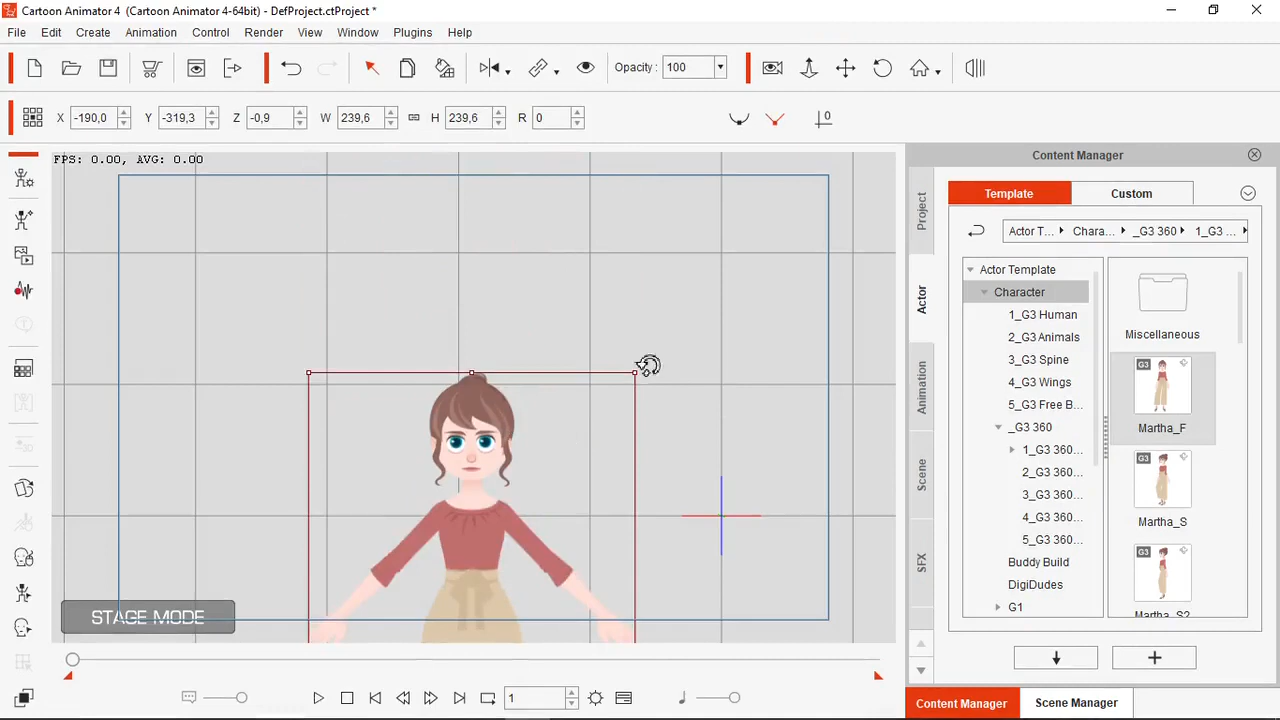 Cartoon Animator 4 (Cartoon Animator 4-64bit) - DefProject.ctProject *
File Edit Create Animation Control Render View Window Plugins Help
Opacity : 100
X -190,0 Y -319,3 Z -0,9 W 239,6 H 239,6 R 0
FPS: 0.00, AVG: 0.00
STAGE MODE
1
Content Manager
Project
Actor
Animation
Scene
SFX
Template Custom
Actor T... Chara... _G3 360 1_G3 ...
Actor Template
Character
1_G3 Human
2_G3 Animals
3_G3 Spine
4_G3 Wings
5_G3 Free B...
_G3 360
1_G3 360...
2_G3 360...
3_G3 360...
4_G3 360...
5_G3 360...
Buddy Build
DigiDudes
G1
Miscellaneous
G3
Martha_F
G3
Martha_S
G3
Martha_S2
Content Manager Scene Manager